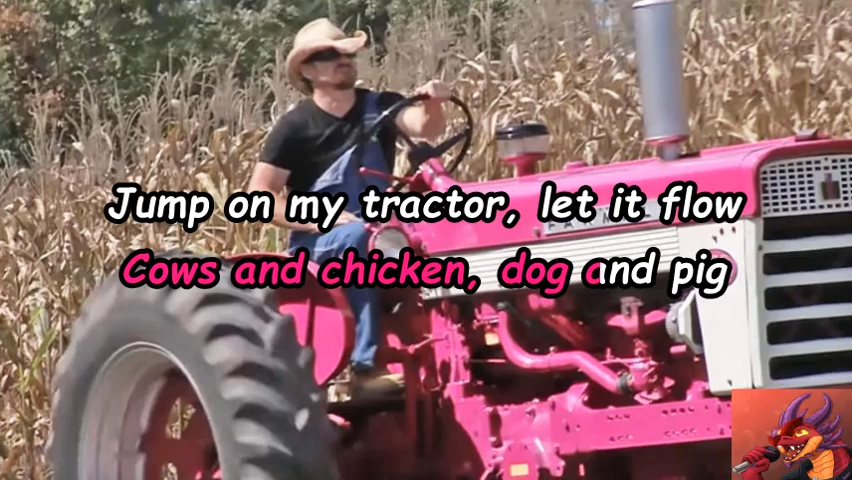 Jump on my tractor, let it flow
Cows and chicken, dog and pig